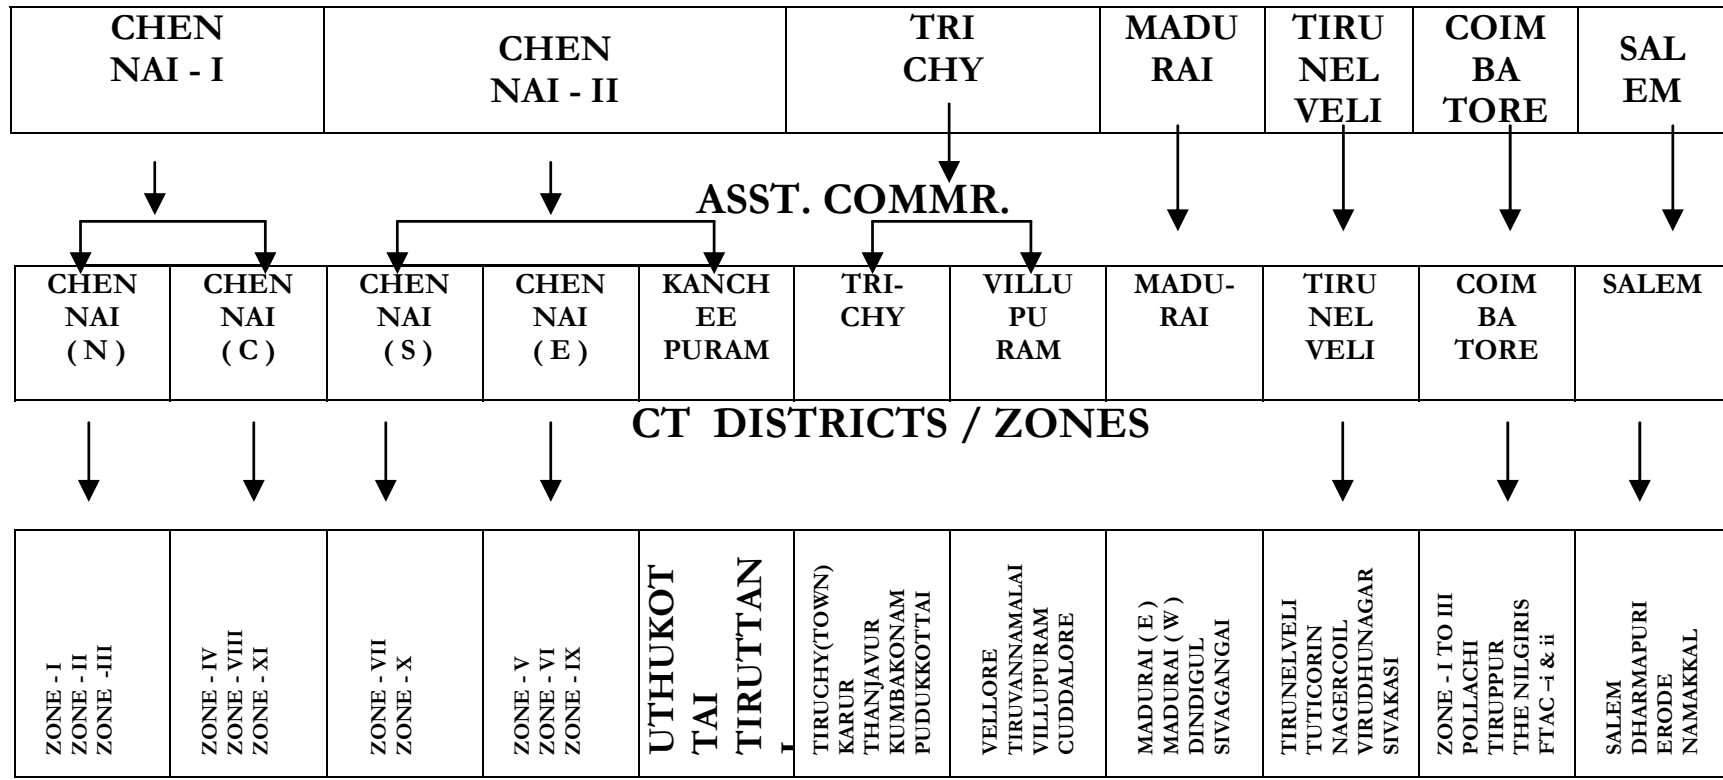 CHEN
NAI - I
CHEN
NAI - II
TRI
CHY
MADU
RAI
TIRU
NEL
VELI
COIM
BA
TORE
SAL
EM
ASST. COMMR.
CHEN
NAI
( N )
CHEN
NAI
( C )
CHEN
NAI
( S )
CHEN
NAI
( E )
KANCH
EE
PURAM
TRI-
CHY
VILLU
PU
RAM
MADU-
RAI
TIRU
NEL
VELI
COIM
BA
TORE
SALEM
CT DISTRICTS / ZONES
ZONE - I
ZONE - II
ZONE -III
ZONE - IV
ZONE - VIII
ZONE - XI
ZONE - VII
ZONE - X
ZONE - V
ZONE - VI
ZONE - IX
UTHUKOT
TAI
TIRUTTAN
TIRUCHY(TOWN)
KARUR
THANJAVUR
KUMBAKONAM
PUDUKKOTTAI
VELLORE
TIRUVANNAMALAI
VILLUPURAM
CUDDALORE
MADURAI ( E )
MADURAI ( W )
DINDIGUL
SIVAGANGAI
TIRUNELVELI
TUTICORIN
NAGERCOIL
VIRUDHUNAGAR
SIVAKASI
ZONE - I TO III
POLLACHI
TIRUPPUR
THE NILGIRIS
FTAC –i & ii
SALEM
DHARMAPURI
ERODE
NAMAKKAL